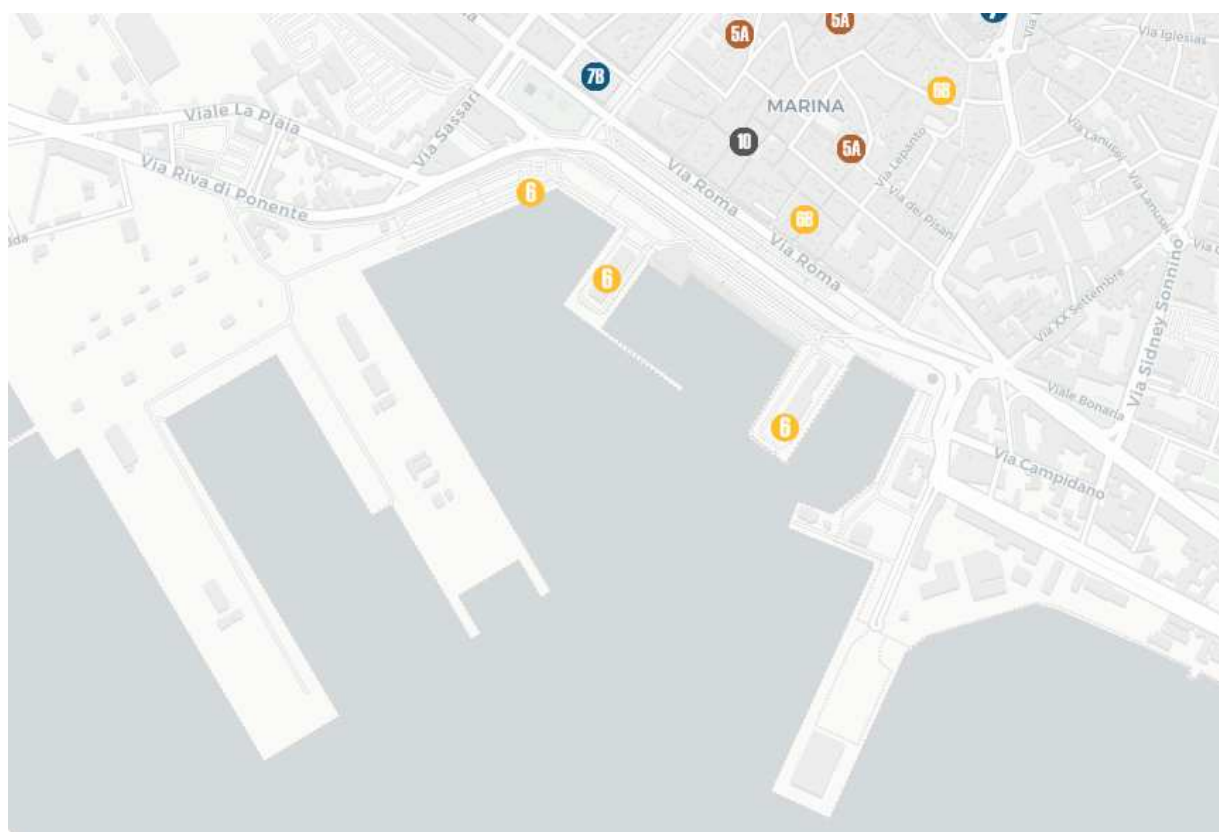 5A
5A
7
Via Iglesias
7B
6B
MARINA
Viale La Plaia
Via Sassari
10
5A
Via Lepanto
Via Lanusei
Via Riva di Ponente
6
Via Roma
Via dei Pisani
Via Lanusei
6B
Via Roma
6
Via XX Settembre
Via Sidney Sonnino
Viale Bonaria
6
Via Campidano